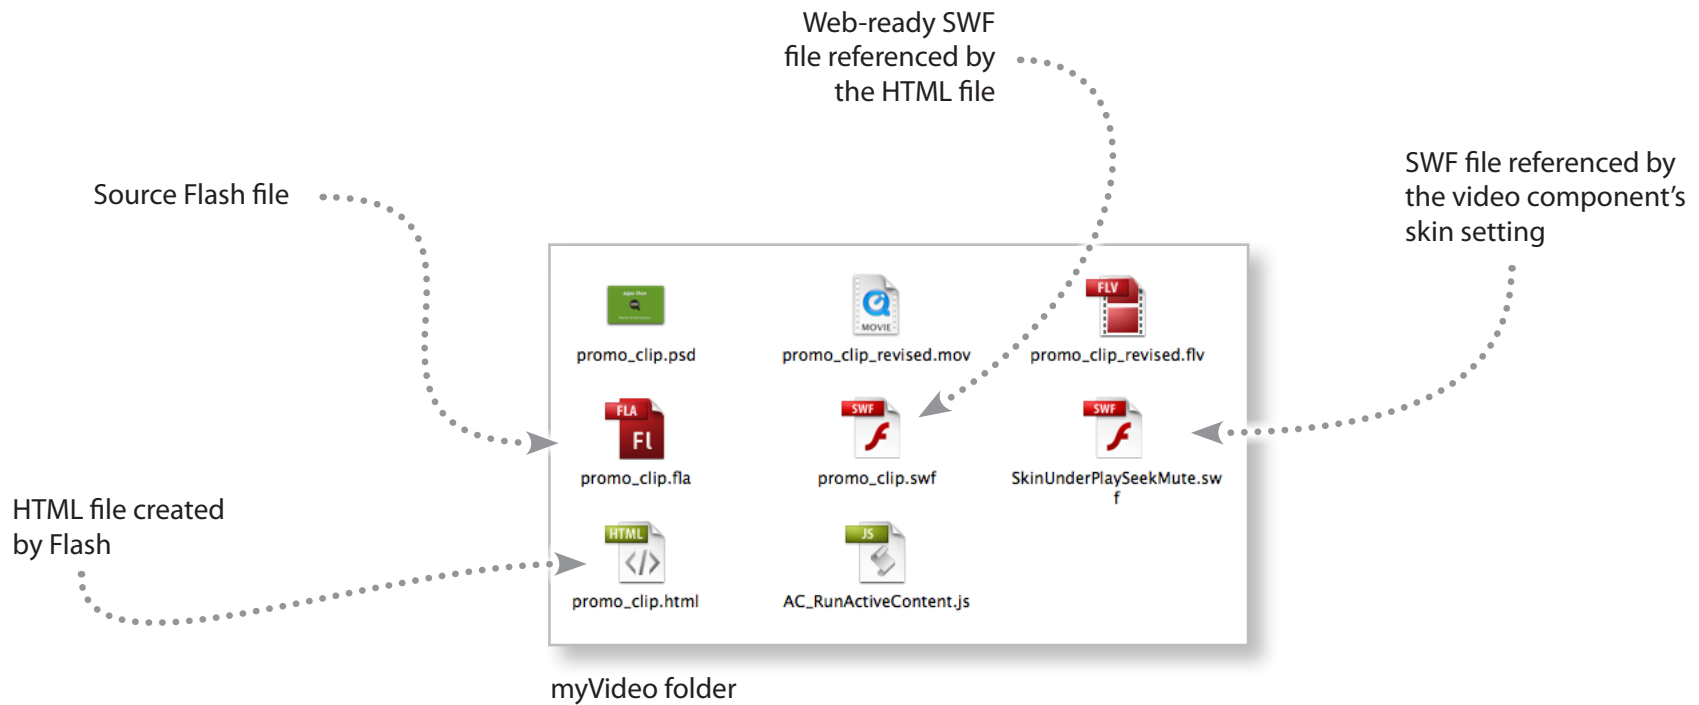 Web-ready SWF
file referenced by
the HTML file
SWF file referenced by
the video component's
skin setting
Source Flash file
FLV
MOVIE
promo_clip.psd
promo_clip_revised.mov
promo_clip_revised.flv
FLA
Fl
SWF
SWF
promo_clip.fla
promo_clip.swf
SkinUnderPlaySeekMute.sw
f
HTML file created
by Flash
HTML
</>
JS
promo_clip.html
AC_RunActiveContent.js
myVideo folder